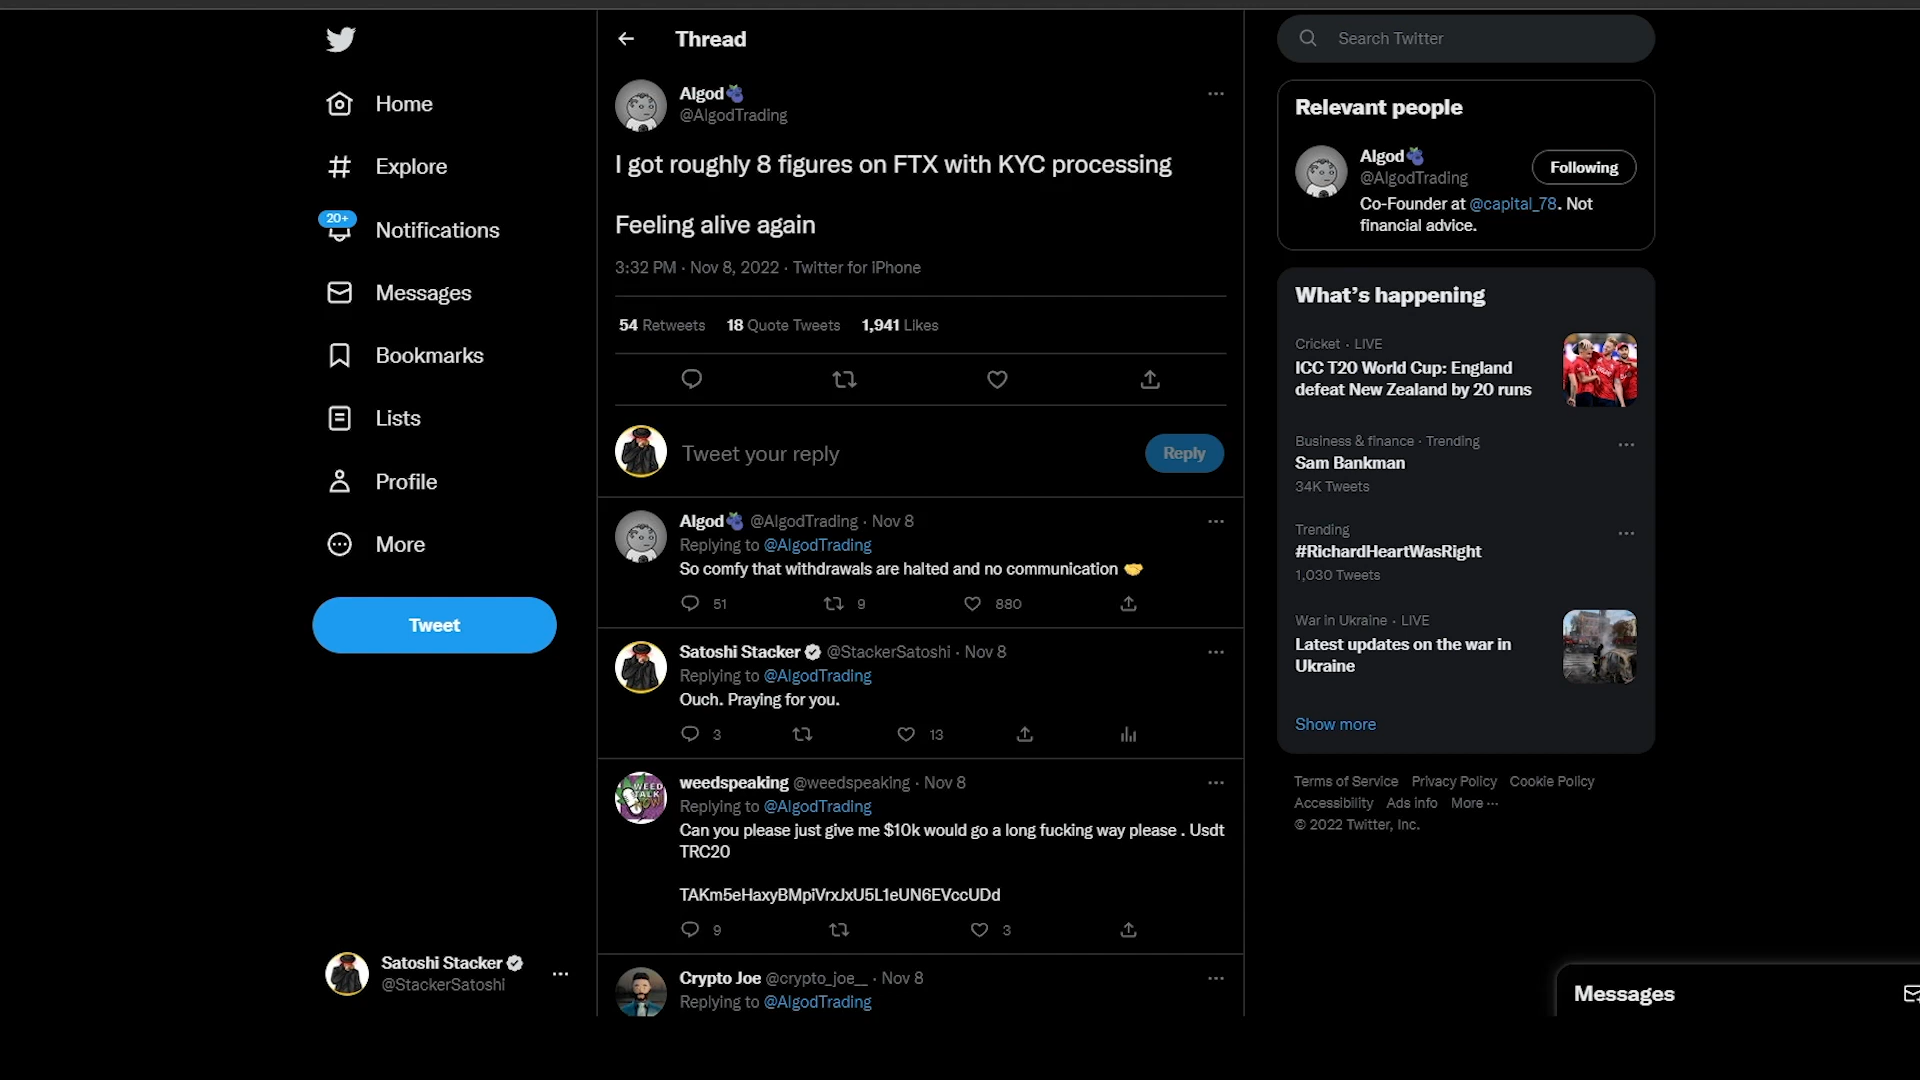 Home
Explore
20+
Notifications
Messages
Bookmarks
Lists
Profile
More
Tweet
Satoshi Stacker
@StackerSatoshi
Thread
Algod
@AlgodTrading
I got roughly 8 figures on FTX with KYC processing
Feeling alive again
3:32 PM · Nov 8, 2022 · Twitter for iPhone
54 Retweets 18 Quote Tweets 1,941 Likes
Tweet your reply
Reply
Algod @AlgodTrading · Nov 8
Replying to @AlgodTrading
So comfy that withdrawals are halted and no communication
51 9 880
Satoshi Stacker @StackerSatoshi · Nov 8
Replying to @AlgodTrading
Ouch. Praying for you.
3 13
weedspeaking @weedspeaking · Nov 8
Replying to @AlgodTrading
Can you please just give me $10k would go a long fucking way please . Usdt
TRC20
TAKm5eHaxyBMpiVrxJxU5L1eUN6EVccUDd
9 3
WEED
TALK
NOW
Crypto Joe @crypto_joe__ · Nov 8
Replying to @AlgodTrading
Search Twitter
Relevant people
Algod
@AlgodTrading
Following
Co-Founder at @capital_78. Not
financial advice.
What's happening
Cricket · LIVE
ICC T20 World Cup: England
defeat New Zealand by 20 runs
Business & finance · Trending
Sam Bankman
34K Tweets
Trending
#RichardHeartWasRight
1,030 Tweets
War in Ukraine · LIVE
Latest updates on the war in
Ukraine
Show more
Terms of Service Privacy Policy Cookie Policy
Accessibility Ads info More ···
© 2022 Twitter, Inc.
Messages